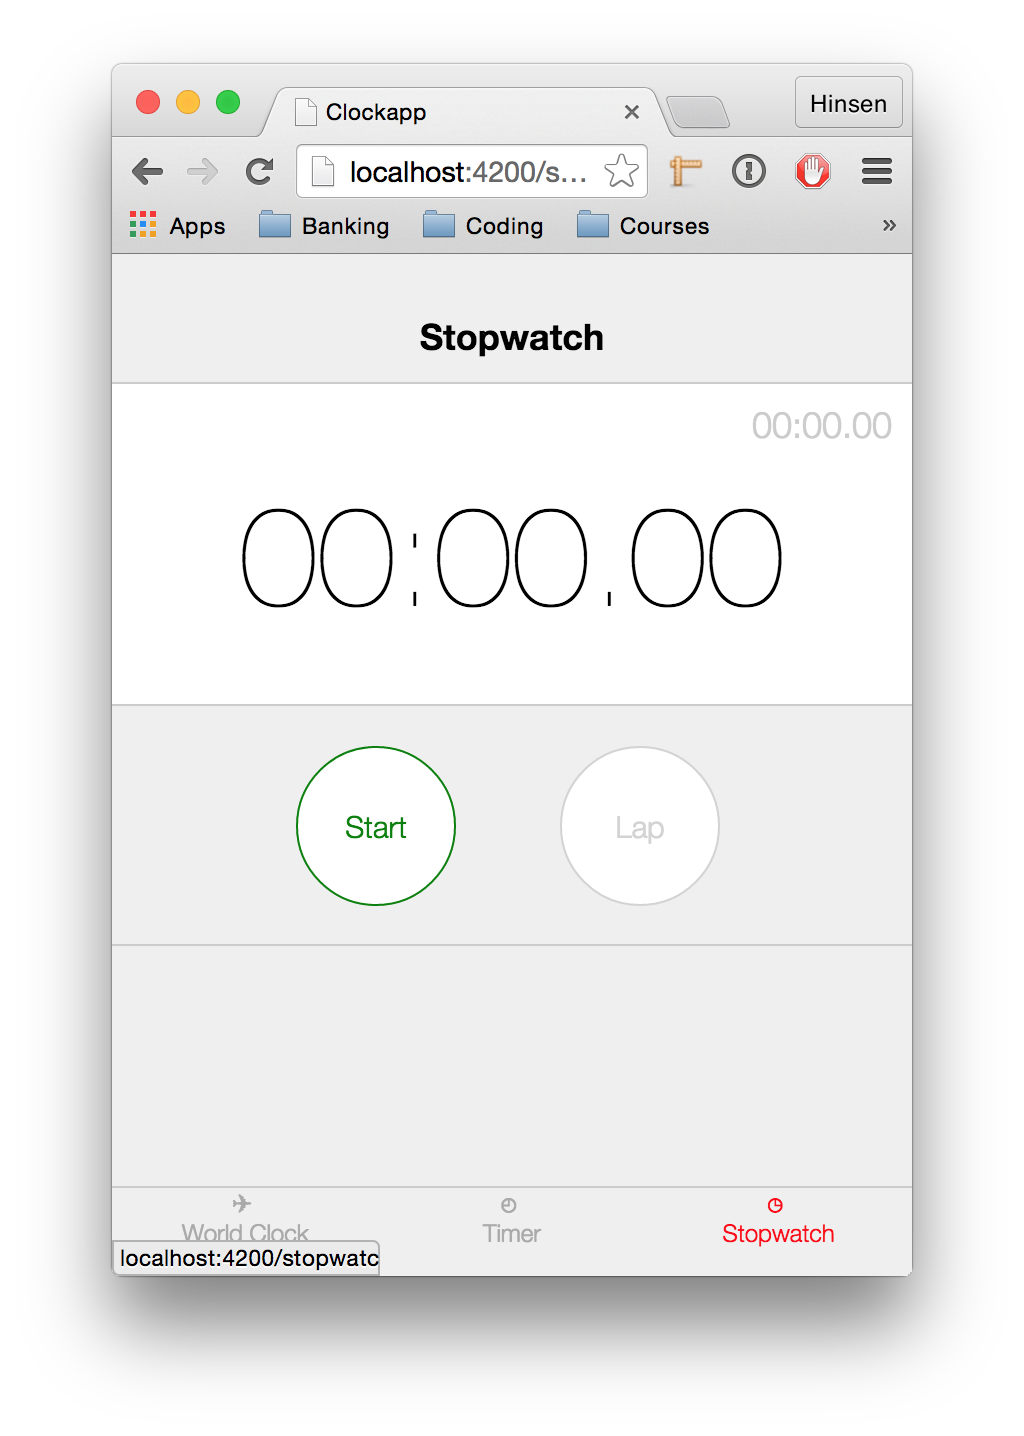 Clockapp
Hinsen
localhost:4200/s...
Apps Banking Coding Courses »
Stopwatch
00:00.00
00:00.00
Start Lap
World Clock Timer Stopwatch
localhost:4200/stopwatc